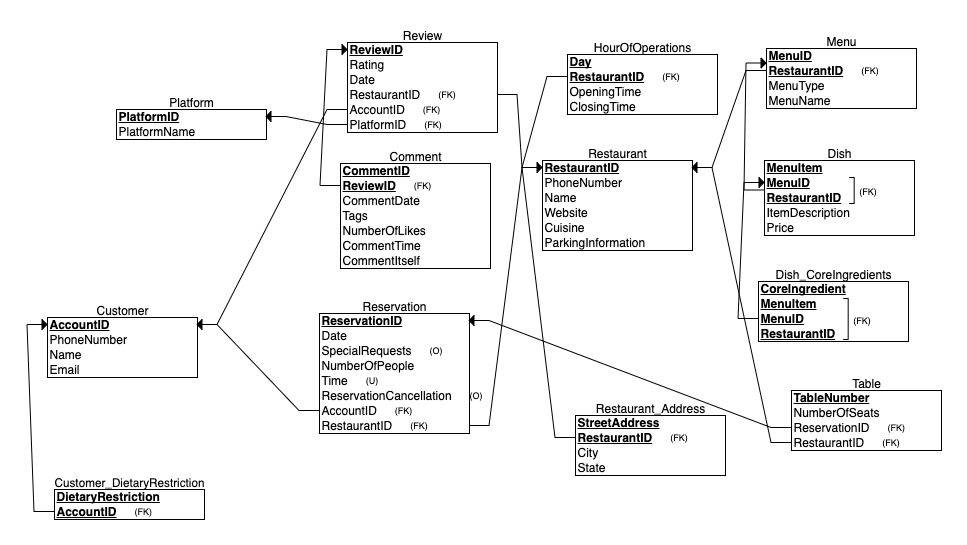 Review
ReviewID
Rating
Date
RestaurantID (FK)
AccountID (FK)
PlatformID (FK)
HourOfOperations
Day
RestaurantID (FK)
OpeningTime
ClosingTime
Menu
MenuID
RestaurantID (FK)
MenuType
MenuName
Platform
PlatformID
PlatformName
Comment
CommentID
ReviewID (FK)
CommentDate
Tags
NumberOfLikes
CommentTime
CommentItself
Restaurant
RestaurantID
PhoneNumber
Name
Website
Cuisine
ParkingInformation
Dish
MenuItem
MenuID
RestaurantID
(FK)
ItemDescription
Price
Dish_CoreIngredients
CoreIngredient
MenuItem
MenuID
RestaurantID
(FK)
Customer
AccountID
PhoneNumber
Name
Email
Reservation
ReservationID
Date
SpecialRequests (O)
NumberOfPeople
Time (U)
ReservationCancellation (O)
AccountID (FK)
RestaurantID (FK)
Restaurant_Address
StreetAddress
RestaurantID (FK)
City
State
Table
TableNumber
NumberOfSeats
ReservationID (FK)
RestaurantID (FK)
Customer_DietaryRestriction
DietaryRestriction
AccountID (FK)